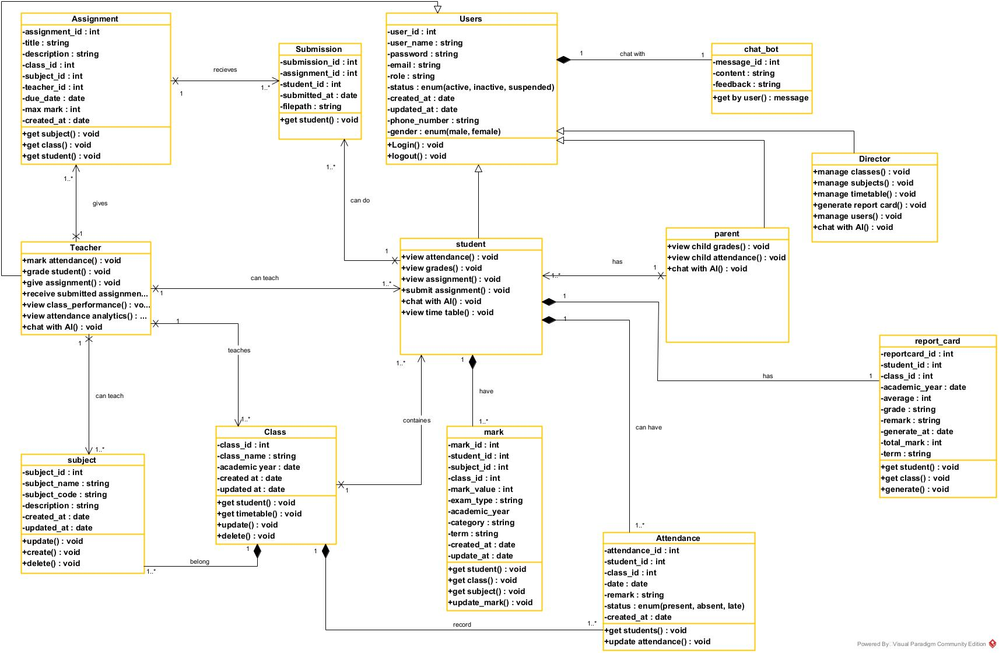 Assignment
-assignment_id : int
-title : string
-description : string
-class_id : int
-subject_id : int
-teacher_id : int
-due_date : date
-max mark : int
-created_at : date
+get subject() : void
+get class() : void
+get student() : void
recieves
1
1..*
Submission
-submission_id : int
-assignment_id : int
-student_id : int
-submitted_at : date
-filepath : string
+get student() : void
Users
-user_id : int
-user_name : string
-password : string
-email : string
-role : string
-status : enum(active, inactive, suspended)
-created_at : date
-updated_at : date
-phone_number : string
-gender : enum(male, female)
+Login() : void
+logout() : void
1
chat with
1
chat_bot
-message_id : int
-content : string
-feedback : string
+get by user() : message
Director
+manage classes() : void
+manage subjects() : void
+manage timetable() : void
+generate report card() : void
+manage users() : void
+chat with AI() : void
1..*
gives
1
1..*
can do
1
Teacher
+mark attendance() : void
+grade student() : void
+give assignment() : void
+receive submitted assignmen...
+view class_performance() : vo...
+view attendance analytics() : ...
+chat with AI() : void
can teach
1
1..*
student
+view attendance() : void
+view grades() : void
+view assignment() : void
+submit assignment() : void
+chat with AI() : void
+view time table() : void
has
1..*
1
parent
+view child grades() : void
+view child attendance() : void
+chat with AI() : void
1
has
1
report_card
-reportcard_id : int
-student_id : int
-class_id : int
-academic_year : date
-average : int
-grade : string
-remark : string
-generate_at : date
-total_mark : int
-term : string
+get student() : void
+get class() : void
+generate() : void
1
teaches
1..*
1
can teach
1..*
1..*
containes
1
1
have
1..*
1
can have
1..*
subject
-subject_id : int
-subject_name : string
-subject_code : string
-description : string
-created_at : date
-updated_at : date
+update() : void
+create() : void
+delete() : void
Class
-class_id : int
-class_name : string
-academic year : date
-created at : date
-updated at : date
+get student() : void
+get timetable() : void
+update() : void
+delete() : void
1
belong
1..*
1
record
1..*
mark
-mark_id : int
-student_id : int
-subject_id : int
-class_id : int
-mark_value : int
-exam_type : string
-academic_year
-category : string
-term : string
-created_at : date
-update_at : date
+get student() : void
+get class() : void
+get subject() : void
+update_mark() : void
Attendance
-attendance_id : int
-student_id : int
-class_id : int
-date : date
-remark : string
-status : enum(present, absent, late)
-created_at : date
+get students() : void
+update attendance() : void
Powered By Visual Paradigm Community Edition